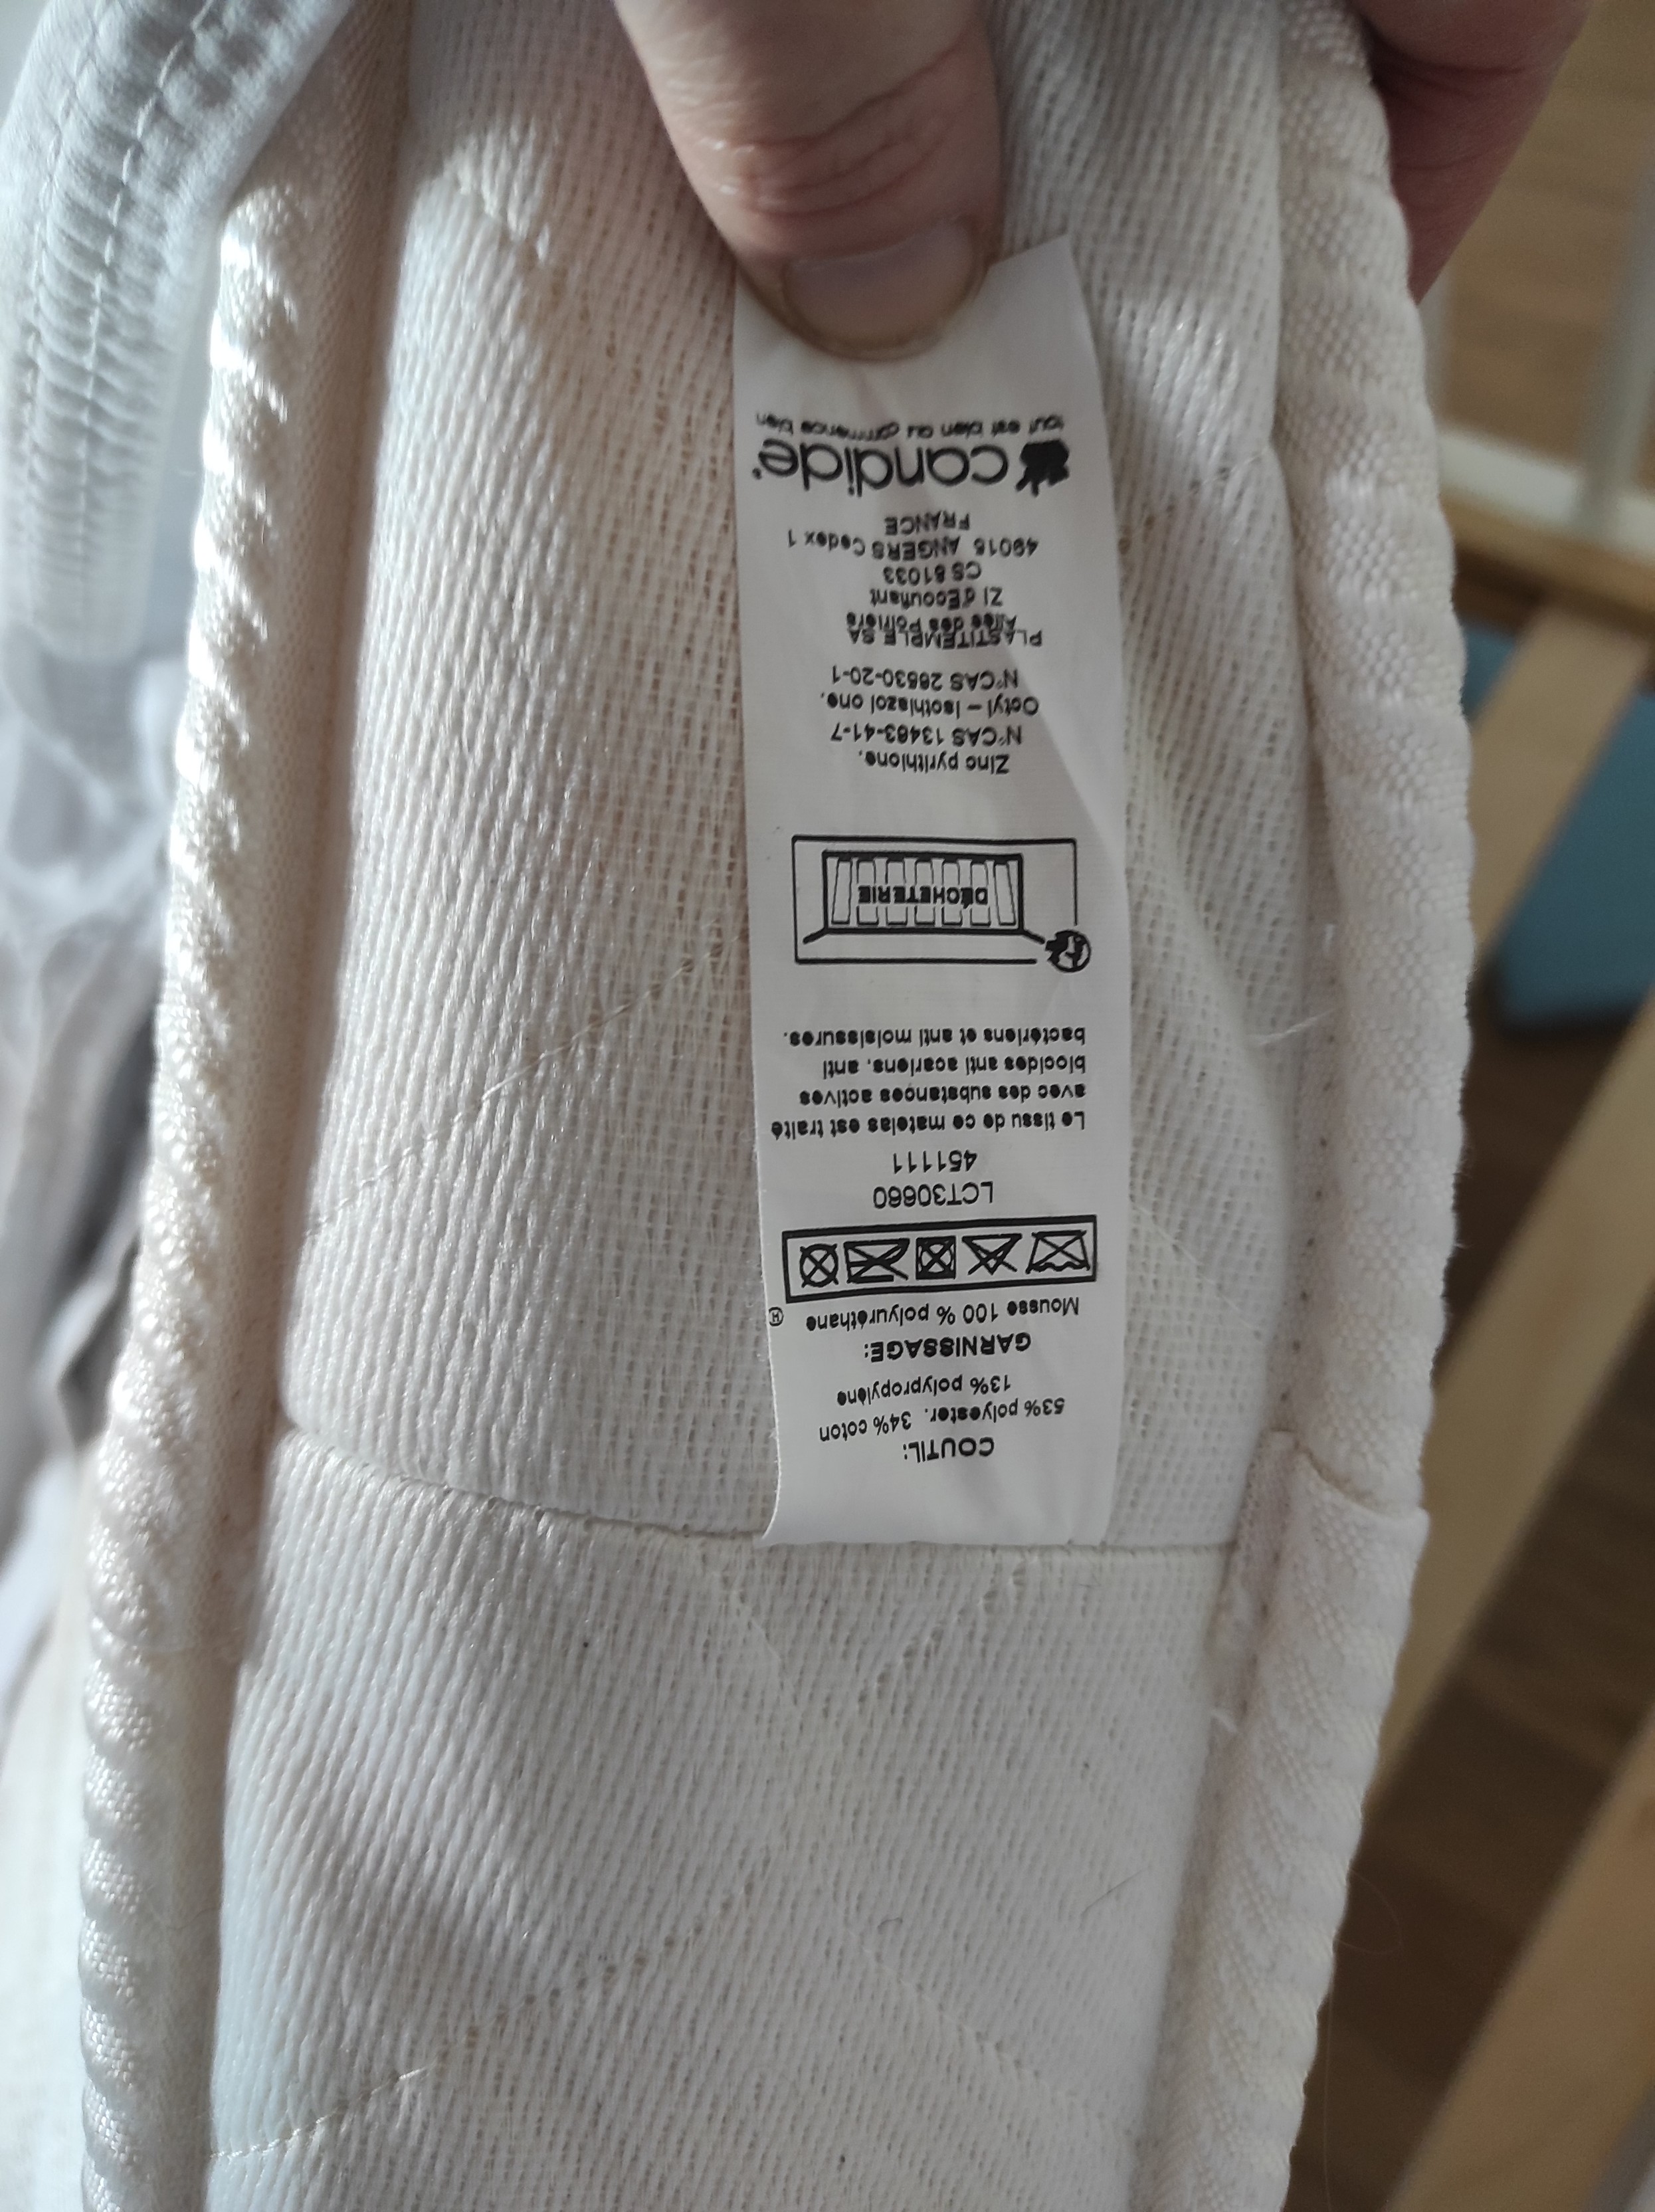 COUTIL:
53% polyester. 34% coton
13% polypropylène
GARNISSAGE:
Mousse 100 % polyuréthane
LCT30660
451111
Le tissu de ce matelas est traité
avec des substances actives
biocides anti acariens, anti
bactériens et anti moisissures.
DÉCHETERIE
Zinc pyrithione.
N°CAS 13463-41-7
Octyl - Isothiazol one.
N°CAS 26530-20-1
PLASTITEMPLE SA
Allée des Poiriers
ZI d'Ecouflant
CS 81033
49015 ANGERS Cedex 1
FRANCE
candide
tout est bien qui commence bien